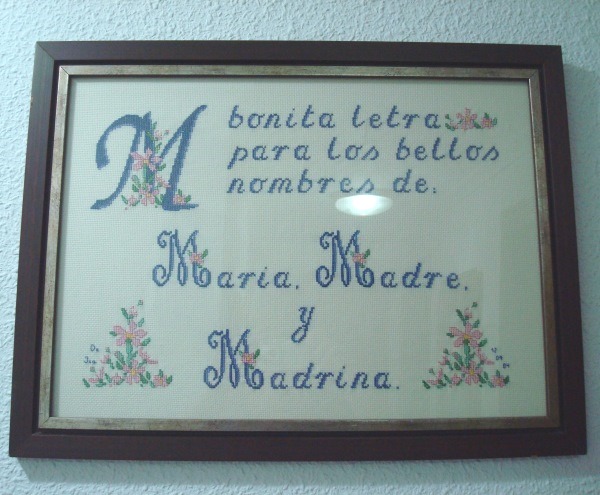 M bonita letra
para los bellos
nombres de:
Maria, Madre,
y
Madrina.